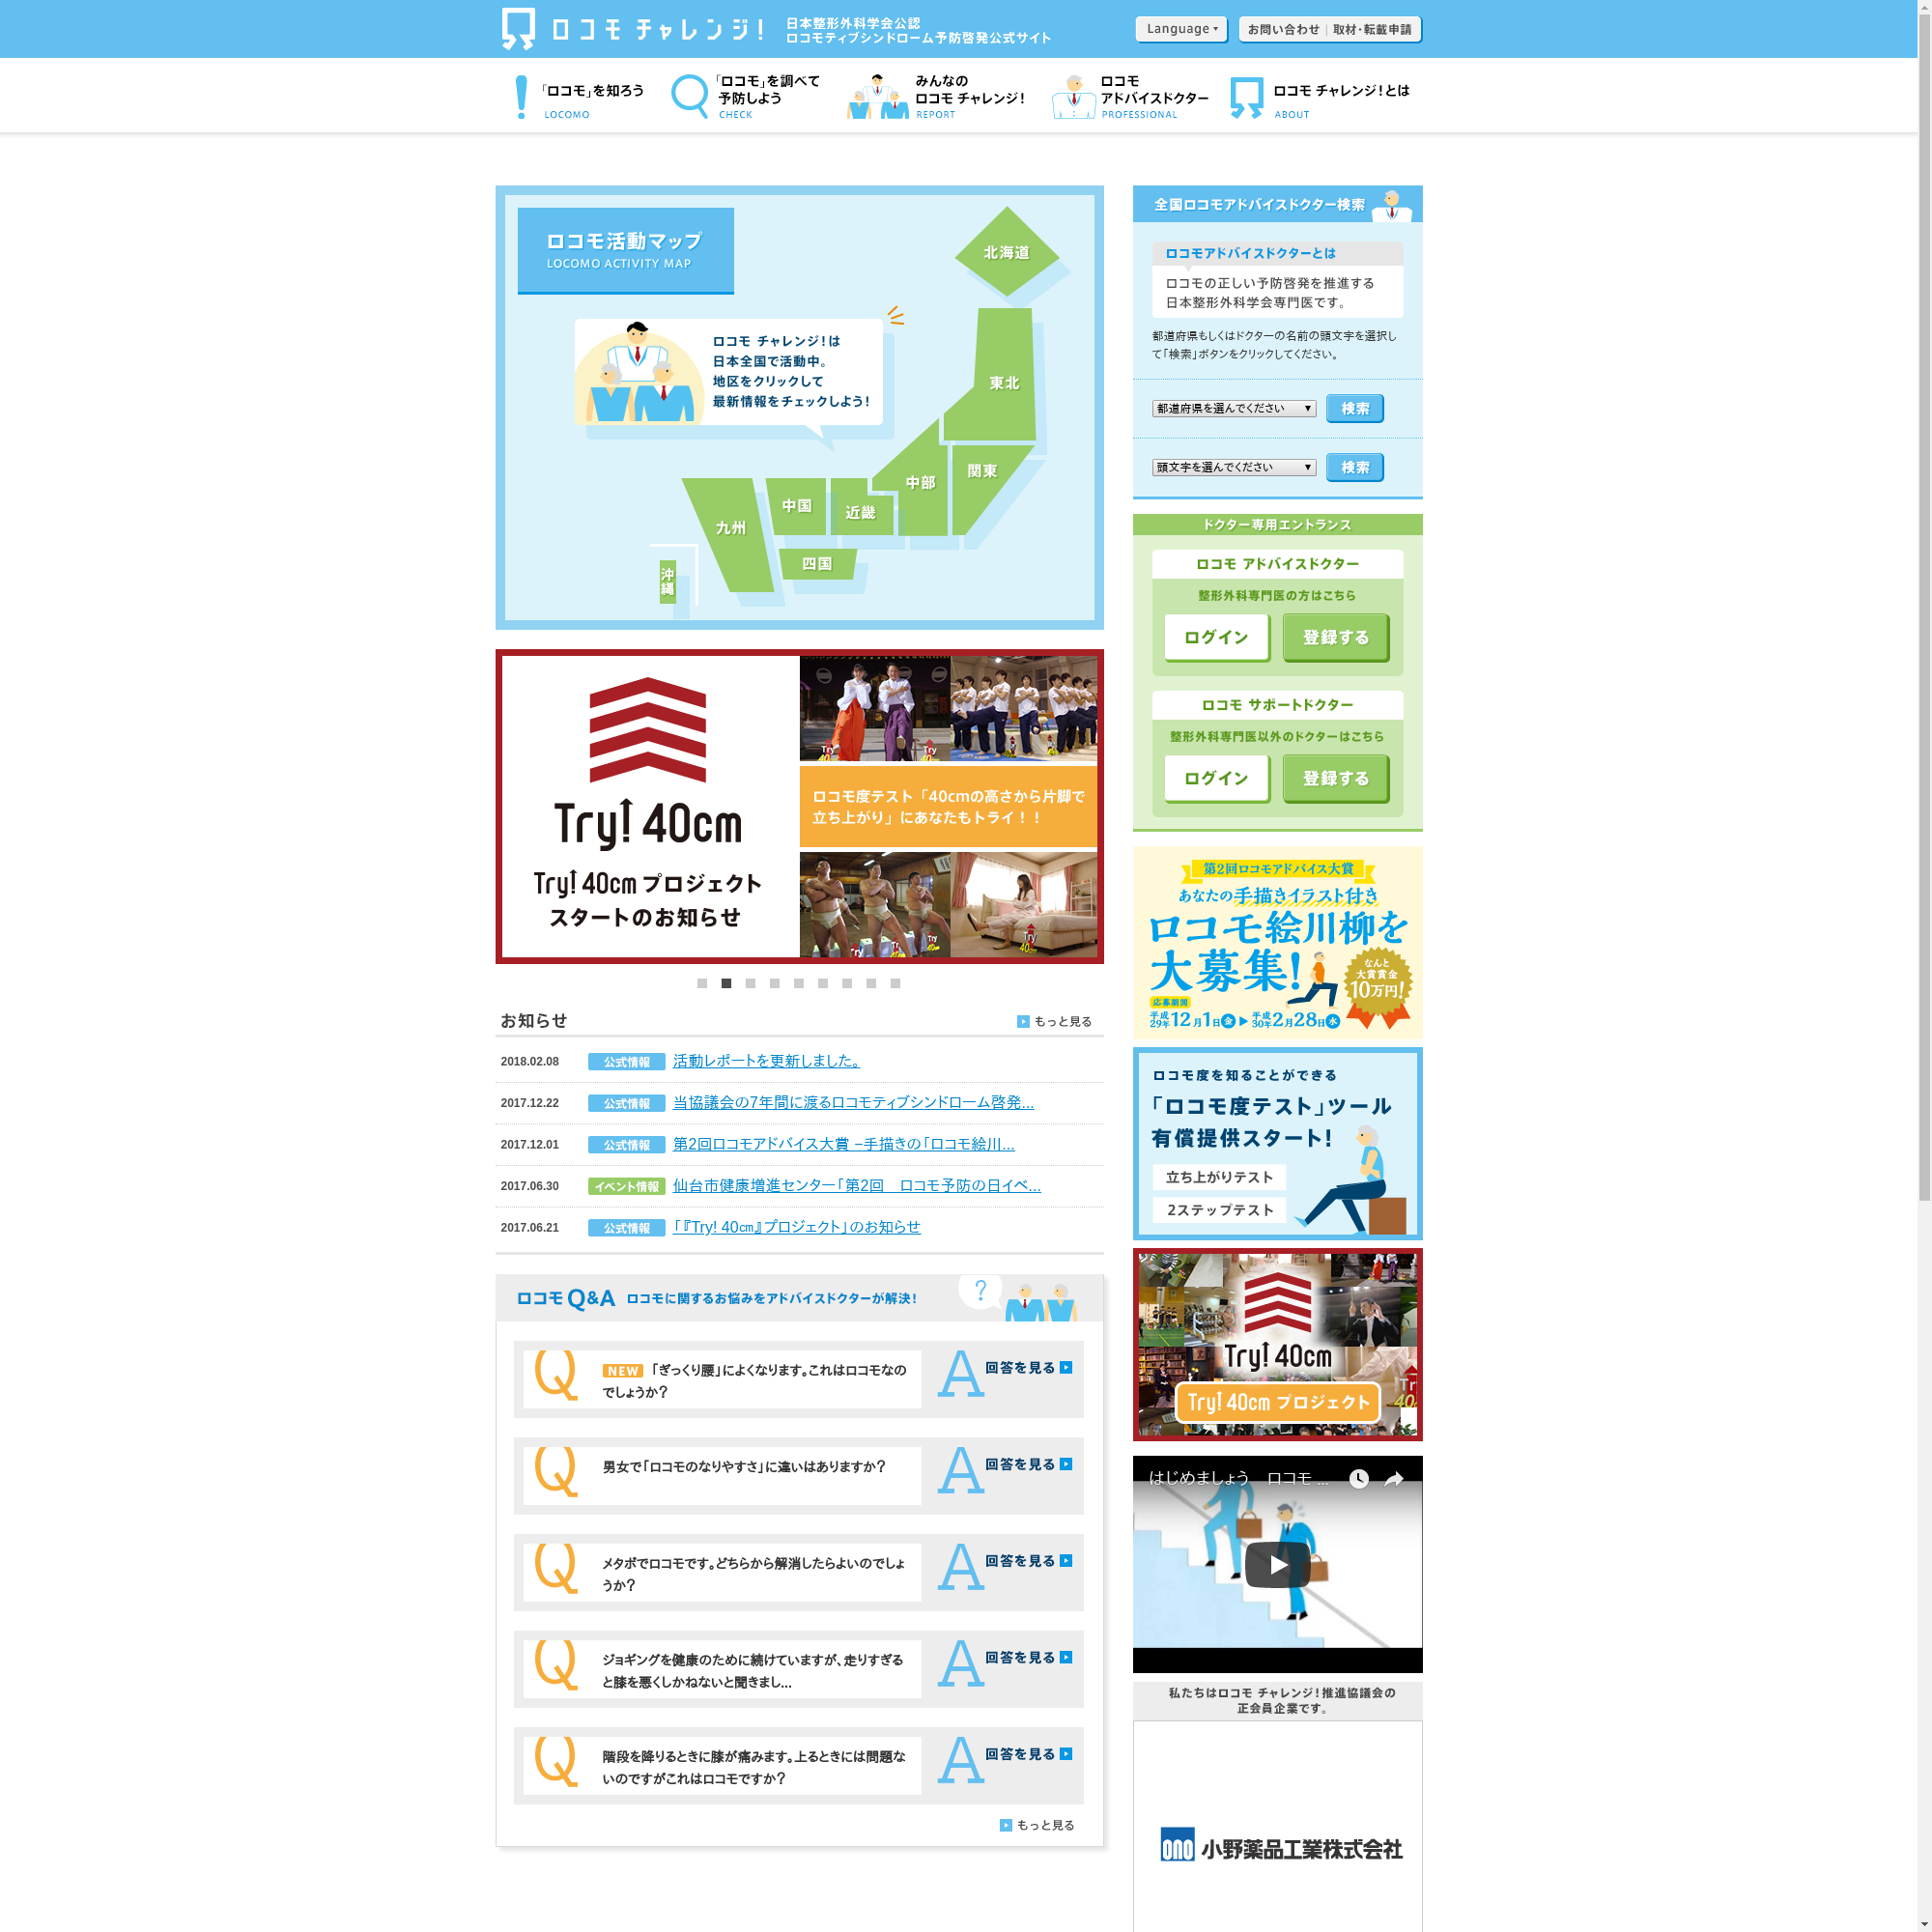 ロコモ チャレンジ!
日本整形外科学会公認
ロコモティブシンドローム予防啓発公式サイト
Language
お問い合わせ | 取材・転載申請
「ロコモ」を知ろう
LOCOMO
「ロコモ」を調べて
予防しよう
CHECK
みんなの
ロコモ チャレンジ!
REPORT
ロコモ
アドバイスドクター
PROFESSIONAL
ロコモ チャレンジ!とは
ABOUT
ロコモ活動マップ
LOCOMO ACTIVITY MAP
ロコモ チャレンジ!は
日本全国で活動中。
地区をクリックして
最新情報をチェックしよう!
北海道
東北
関東
中部
近畿
中国
四国
九州
沖縄
Try! 40cm
Try! 40cm プロジェクト
スタートのお知らせ
ロコモ度テスト「40cmの高さから片脚で
立ち上がり」にあなたもトライ！！
お知らせ
もっと見る
2018.02.08 公式情報 活動レポートを更新しました。
2017.12.22 公式情報 当協議会の7年間に渡るロコモティブシンドローム啓発...
2017.12.01 公式情報 第2回ロコモアドバイス大賞 –手描きの「ロコモ絵川...
2017.06.30 イベント情報 仙台市健康増進センター「第2回　ロコモ予防の日イベ...
2017.06.21 公式情報 「『Try! 40㎝』プロジェクト」のお知らせ
ロコモ Q&A ロコモに関するお悩みをアドバイスドクターが解決!
?
Q NEW 「ぎっくり腰」によくなります。これはロコモなの
でしょうか?
A 回答を見る
Q 男女で「ロコモのなりやすさ」に違いはありますか?
A 回答を見る
Q メタボでロコモです。どちらから解消したらよいのでしょ
うか?
A 回答を見る
Q ジョギングを健康のために続けていますが、走りすぎる
と膝を悪くしかねないと聞きまし...
A 回答を見る
Q 階段を降りるときに膝が痛みます。上るときには問題な
いのですがこれはロコモですか?
A 回答を見る
もっと見る
全国ロコモアドバイスドクター検索
ロコモアドバイスドクターとは
ロコモの正しい予防啓発を推進する
日本整形外科学会専門医です。
都道府県もしくはドクターの名前の頭文字を選択し
て「検索」ボタンをクリックしてください。
都道府県を選んでください
検索
頭文字を選んでください
検索
ドクター専用エントランス
ロコモ アドバイスドクター
整形外科専門医の方はこちら
ログイン
登録する
ロコモ サポートドクター
整形外科専門医以外のドクターはこちら
ログイン
登録する
第2回ロコモアドバイス大賞
あなたの手描きイラスト付き
ロコモ絵川柳を
大募集!
なんと
大賞賞金
10万円!
応募期間
平成29年12月1日金▶平成30年2月28日水
ロコモ度を知ることができる
「ロコモ度テスト」ツール
有償提供スタート!
立ち上がりテスト
2ステップテスト
Try! 40cm
Try! 40cm プロジェクト
はじめましょう　ロコモ ...
私たちはロコモ チャレンジ!推進協議会の
正会員企業です。
ono 小野薬品工業株式会社